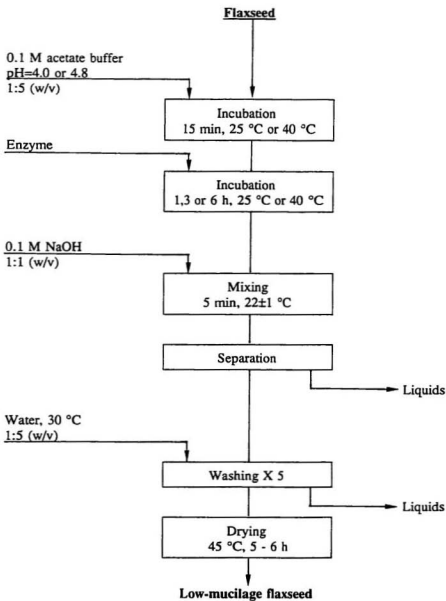 Flaxseed
0.1 M acetate buffer
pH=4.0 or 4.8
1:5 (w/v)
Incubation
15 min, 25 °C or 40 °C
Enzyme
Incubation
1,3 or 6 h, 25 °C or 40 °C
0.1 M NaOH
1:1 (w/v)
Mixing
5 min, 22±1 °C
Separation
Liquids
Water, 30 °C
1:5 (w/v)
Washing X 5
Liquids
Drying
45 °C, 5 - 6 h
Low-mucilage flaxseed